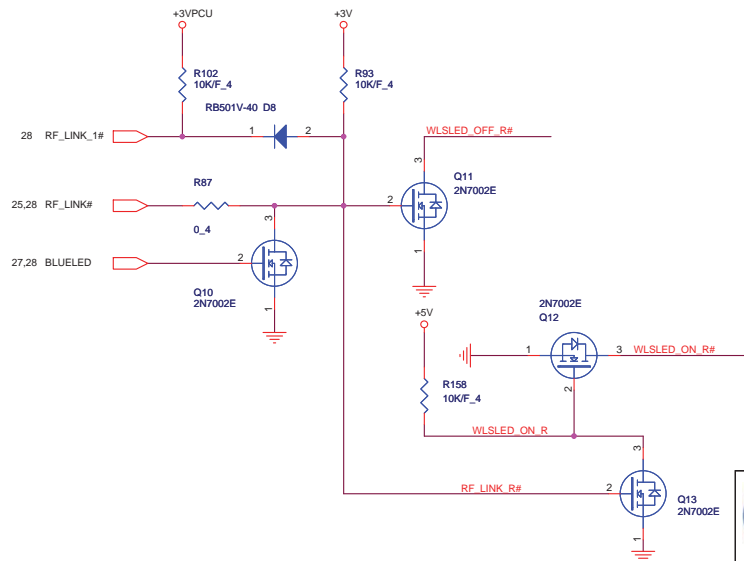 +3VPCU
+3V
R102
10K/F_4
R93
10K/F_4
RB501V-40 D8
28 RF_LINK_1#
1
2
WLSLED_OFF_R#
3
Q11
2N7002E
R87
25,28 RF_LINK#
2
0_4
3
27,28 BLUELED
2
1
Q10
2N7002E
1
+5V
2N7002E
Q12
1
3
WLSLED_ON_R#
R158
10K/F_4
2
WLSLED_ON_R
3
RF_LINK_R#
2
Q13
2N7002E
1